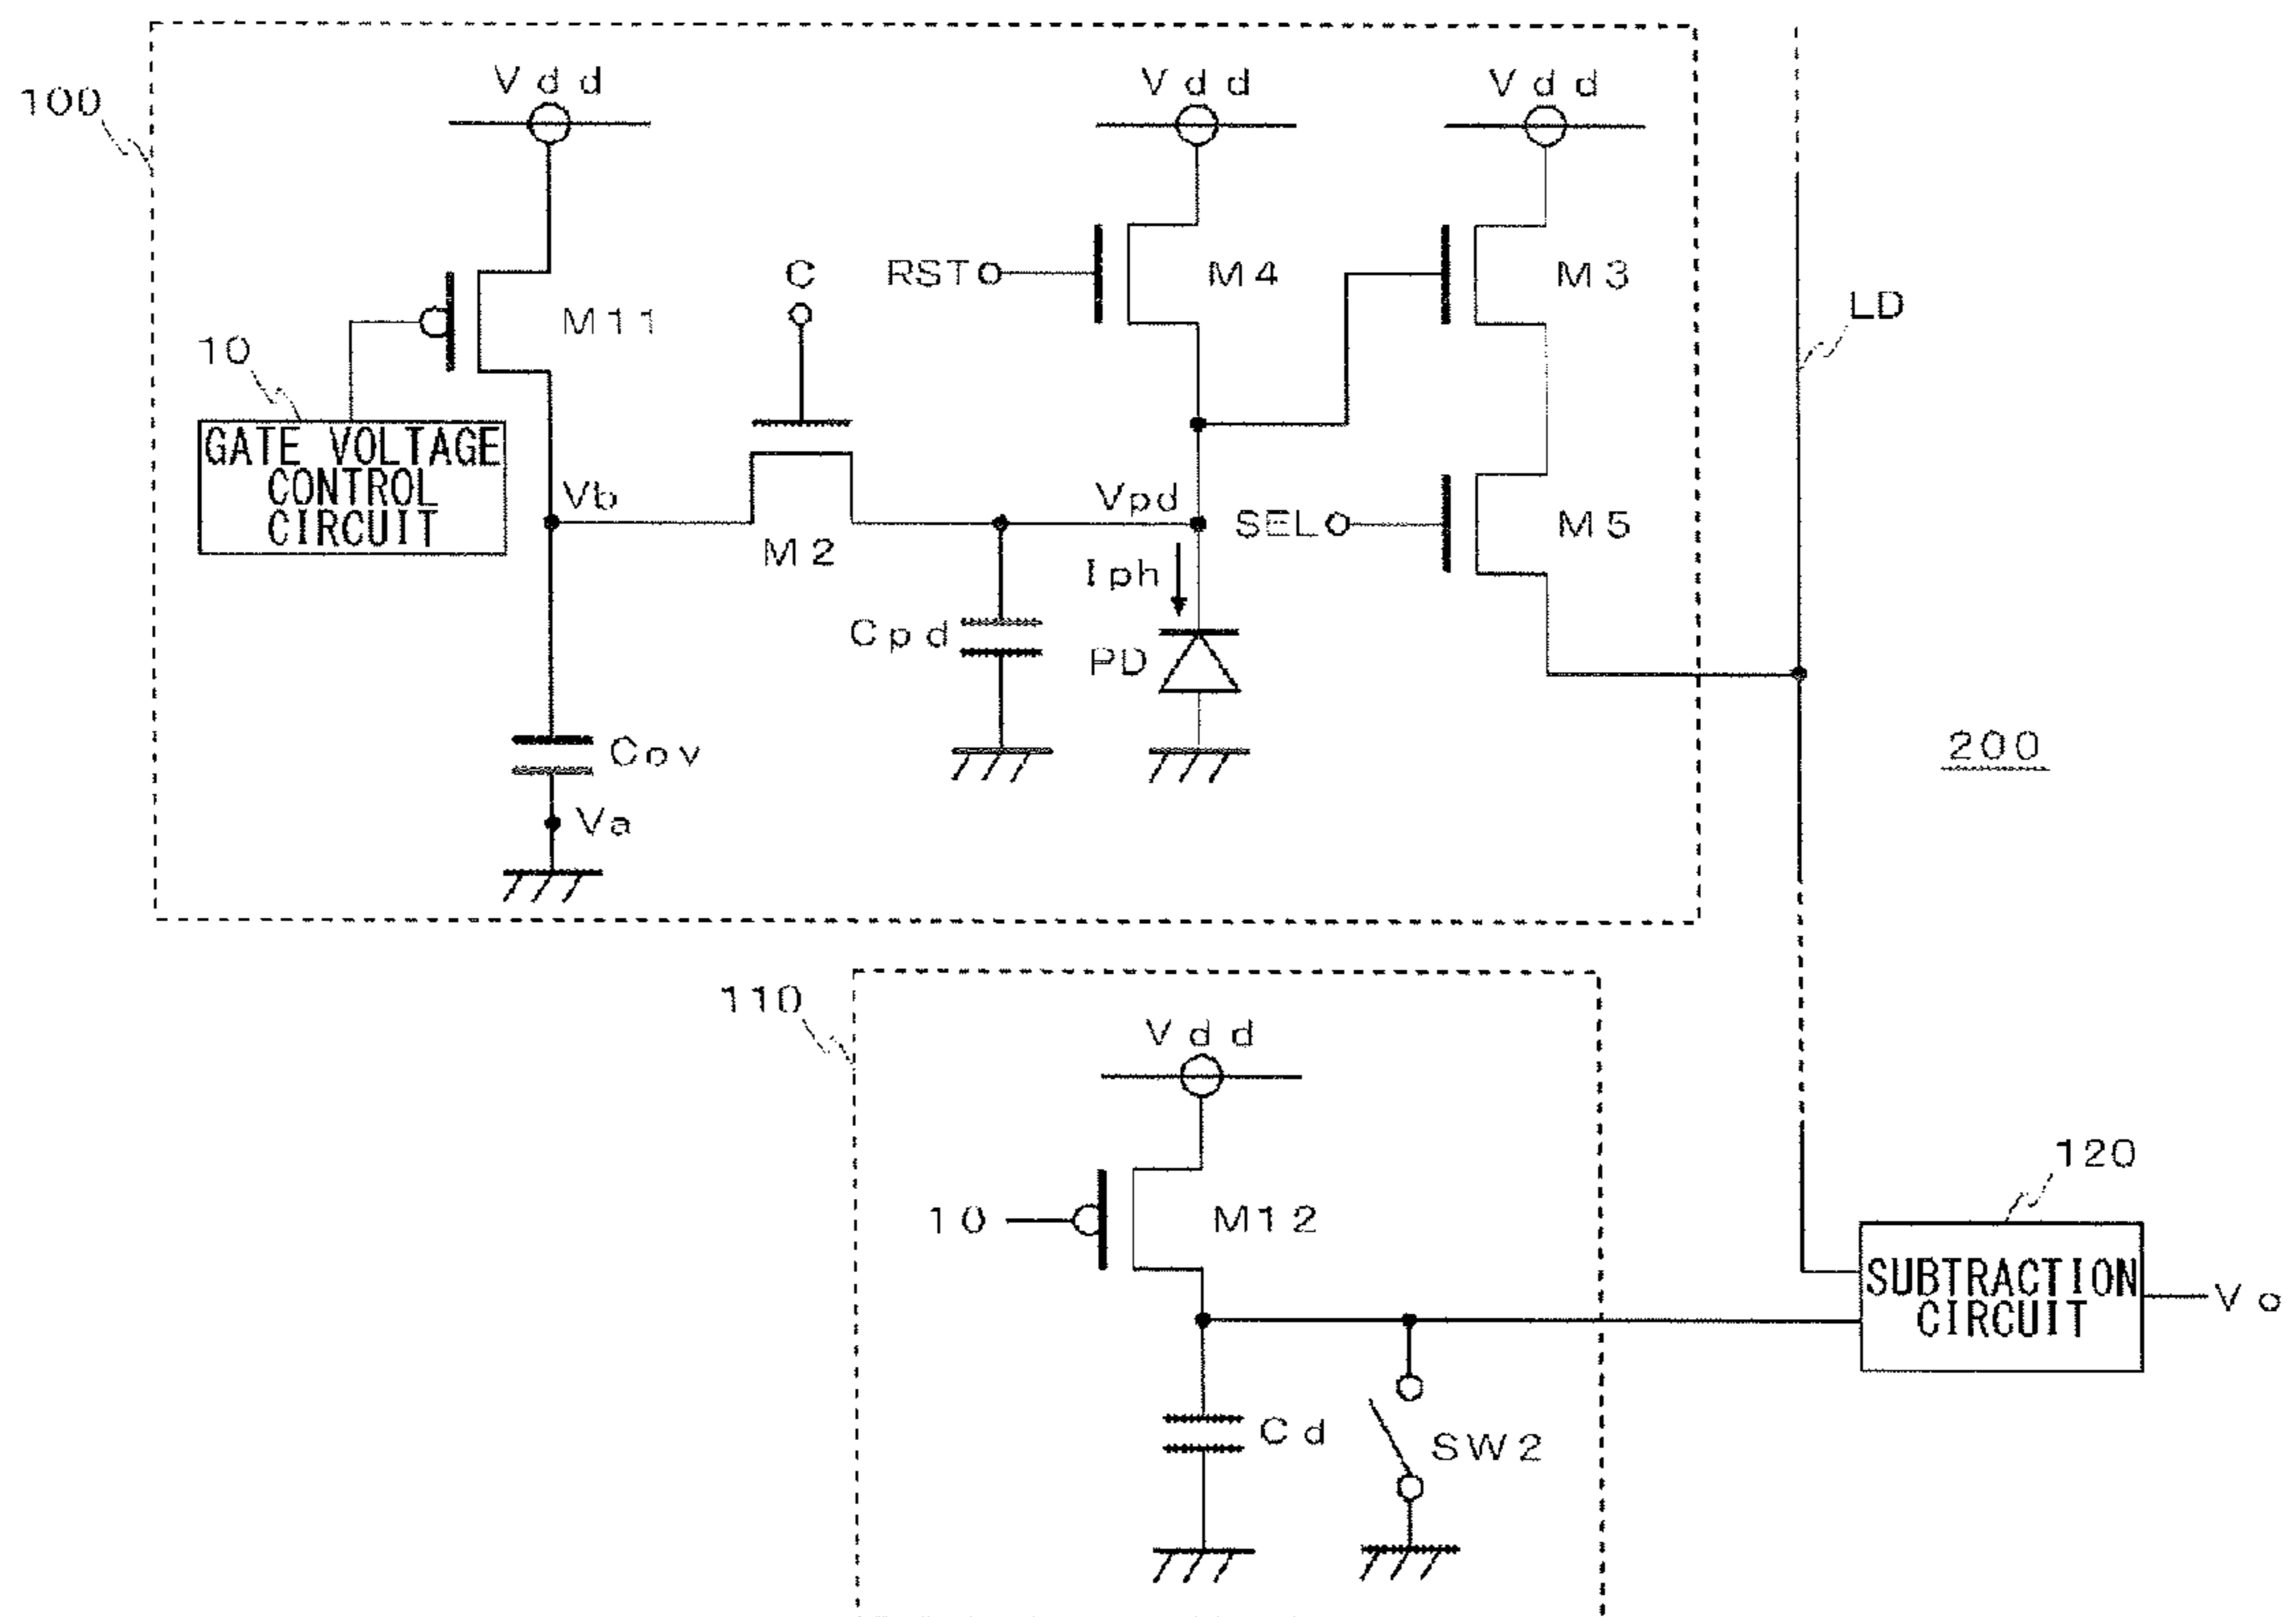 Vdd
Vdd
Vdd
100
M11
C
RST
M4
M3
LD
10
GATE VOLTAGE
CONTROL
CIRCUIT
Vb
M2
Vpd
SEL
M5
Iph
Cpd
PD
Cov
Va
200
110
Vdd
10
M12
120
SUBTRACTION
CIRCUIT
Vo
Cd
SW2